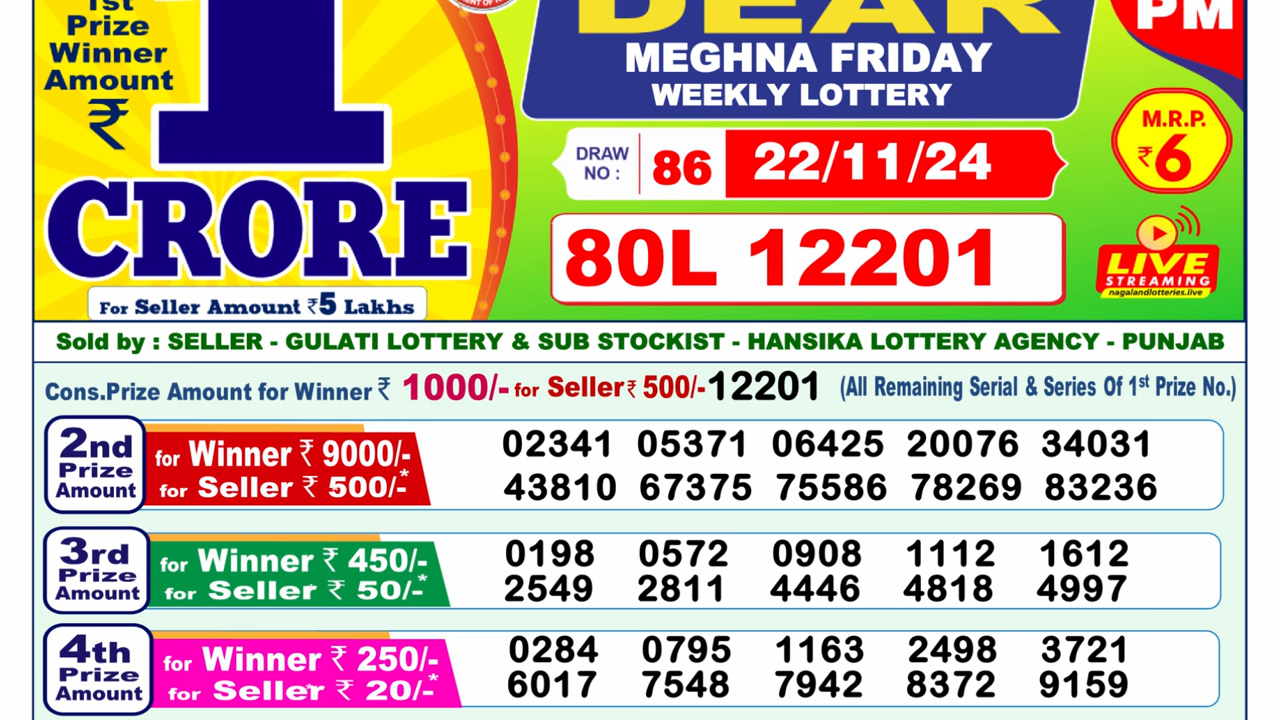 1st
Prize
Winner
Amount
₹
1
CRORE
For Seller Amount ₹5 Lakhs
DEAR
MEGHNA FRIDAY
WEEKLY LOTTERY
PM
DRAW NO : 86 22/11/24
M.R.P.
₹6
80L 12201
LIVE
STREAMING
nagalandlotteries.live
Sold by : SELLER - GULATI LOTTERY & SUB STOCKIST - HANSIKA LOTTERY AGENCY - PUNJAB
Cons.Prize Amount for Winner ₹ 1000/- for Seller ₹ 500/- 12201 (All Remaining Serial & Series Of 1st Prize No.)
2nd
Prize
Amount
for Winner ₹ 9000/-
for Seller ₹ 500/-*
02341 05371 06425 20076 34031
43810 67375 75586 78269 83236
3rd
Prize
Amount
for Winner ₹ 450/-
for Seller ₹ 50/-*
0198 0572 0908 1112 1612
2549 2811 4446 4818 4997
4th
Prize
Amount
for Winner ₹ 250/-
for Seller ₹ 20/-*
0284 0795 1163 2498 3721
6017 7548 7942 8372 9159